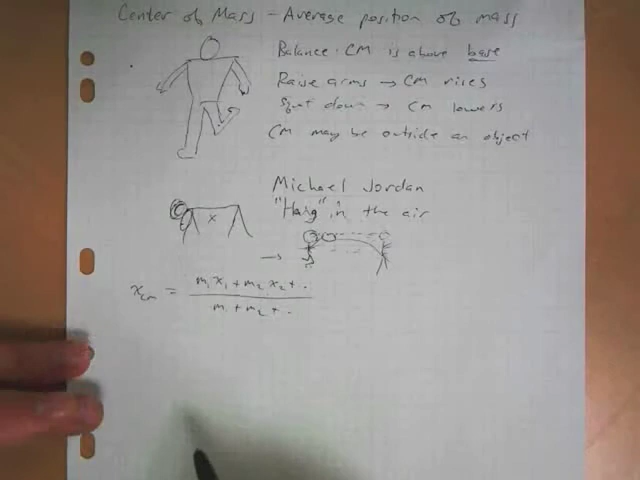 Center of Mass - Average position of mass
Balance: CM is above base
Raise arms → CM rises
Squat down → CM lowers
CM may be outside an object
x
Michael Jordan
"Hang" in the air
→
x_cm = (m₁x₁ + m₂x₂ + .) / (m₁ + m₂ + .)